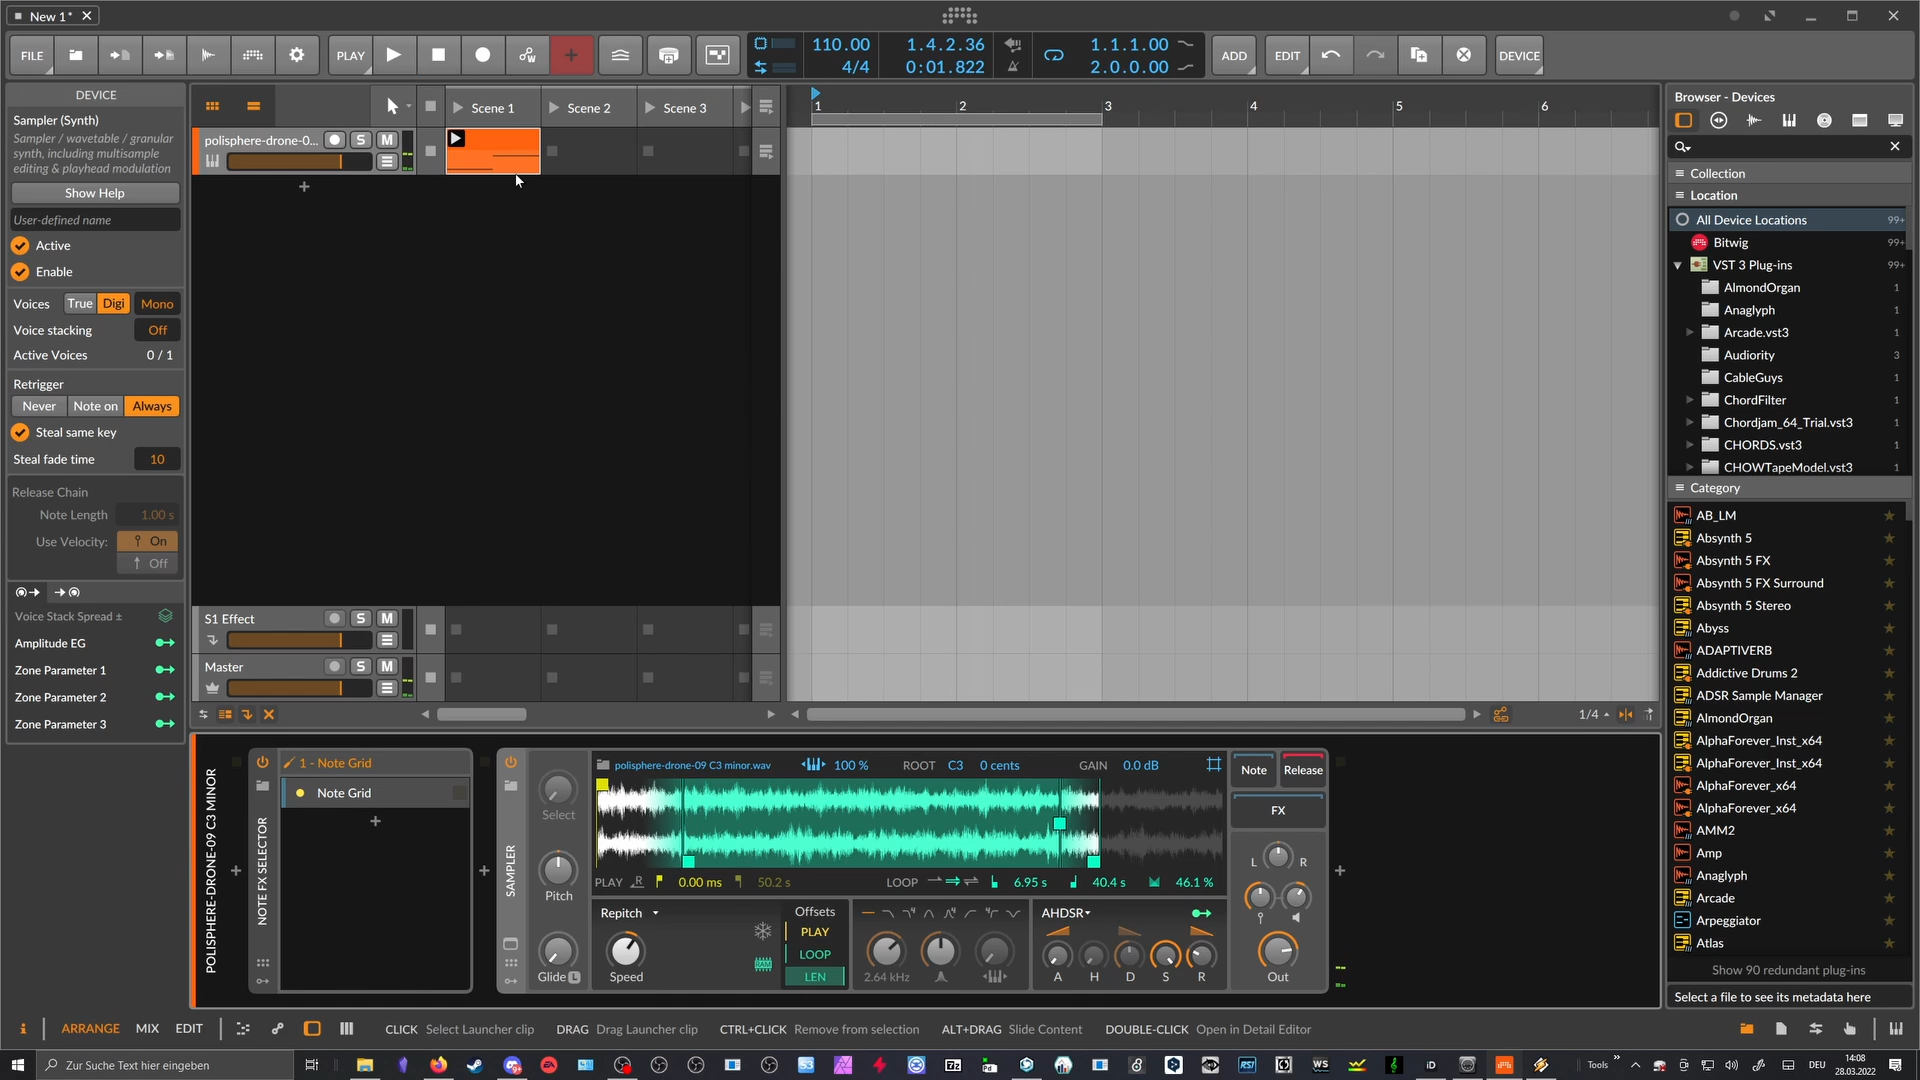 New 1*
FILE
PLAY
110.00
4/4
1.4.2.36
0:01.822
1.1.1.00
2.0.0.00
ADD
EDIT
DEVICE
DEVICE
Sampler (Synth)
Sampler / wavetable / granular
synth, including multisample
editing & playhead modulation
Show Help
User-defined name
Active
Enable
Voices True Digi Mono
Voice stacking Off
Active Voices 0 / 1
Retrigger
Never Note on Always
Steal same key
Steal fade time 10
Release Chain
Note Length 1.00 s
Use Velocity: On
Off
Voice Stack Spread ±
Amplitude EG
Zone Parameter 1
Zone Parameter 2
Zone Parameter 3
Scene 1 Scene 2 Scene 3
polisphere-drone-0... S M
S1 Effect S M
Master S M
1 2 3 4 5 6
1/4
Browser - Devices
Collection
Location
All Device Locations 99+
Bitwig 99+
VST 3 Plug-ins 99+
AlmondOrgan 1
Anaglyph 1
Arcade.vst3 1
Audiority 3
CableGuys 1
ChordFilter 1
Chordjam_64_Trial.vst3 1
CHORDS.vst3 1
CHOWTapeModel.vst3 1
Category
AB_LM
Absynth 5
Absynth 5 FX
Absynth 5 FX Surround
Absynth 5 Stereo
Abyss
ADAPTIVERB
Addictive Drums 2
ADSR Sample Manager
AlmondOrgan
AlphaForever_Inst_x64
AlphaForever_Inst_x64
AlphaForever_x64
AlphaForever_x64
AMM2
Amp
Anaglyph
Arcade
Arpeggiator
Atlas
Show 90 redundant plug-ins
Select a file to see its metadata here
POLISPHERE-DRONE-09 C3 MINOR
NOTE FX SELECTOR
1 - Note Grid
Note Grid
SAMPLER
Select
Pitch
Glide L
polisphere-drone-09 C3 minor.wav 100 % ROOT C3 0 cents GAIN 0.0 dB
PLAY R 0.00 ms 50.2 s LOOP 6.95 s 40.4 s 46.1 %
Repitch
Speed
Offsets
PLAY
LOOP
LEN
2.64 kHz
AHDSR
A H D S R
Note Release
FX
L R
Out
ARRANGE MIX EDIT
CLICK Select Launcher clip DRAG Drag Launcher clip CTRL+CLICK Remove from selection ALT+DRAG Slide Content DOUBLE-CLICK Open in Detail Editor
Zur Suche Text hier eingeben
Tools
DEU
14:08
28.03.2022